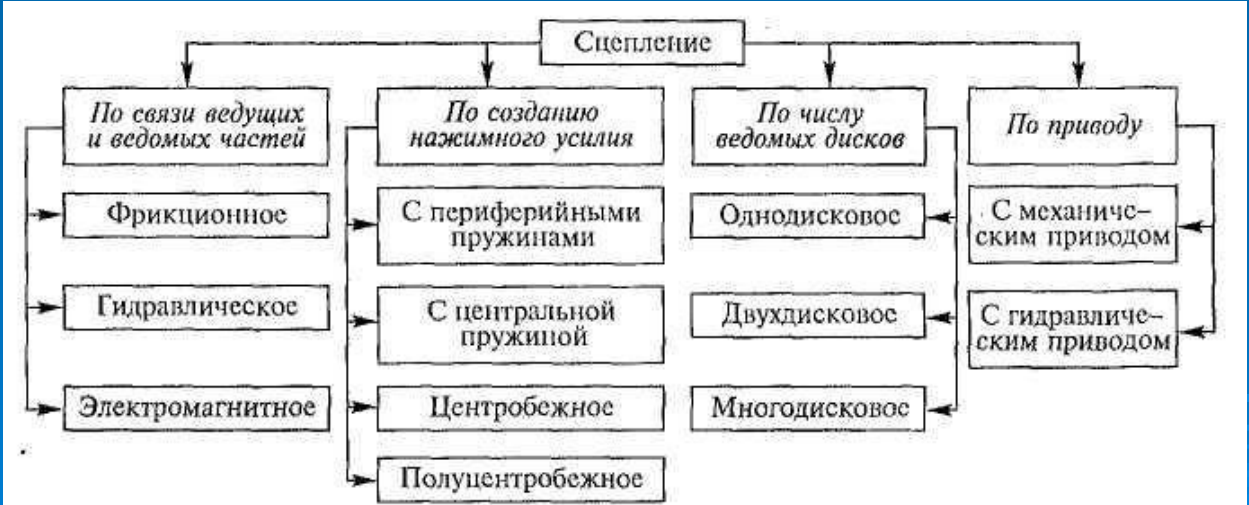 Сцепление
По связи ведущих
и ведомых частей
Фрикционное
Гидравлическое
Электромагнитное
По созданию
нажимного усилия
С периферийными
пружинами
С центральной
пружиной
Центробежное
Полуцентробежное
По числу
ведомых дисков
Однодисковое
Двухдисковое
Многодисковое
По приводу
С механиче-
ским приводом
С гидравличе-
ским приводом